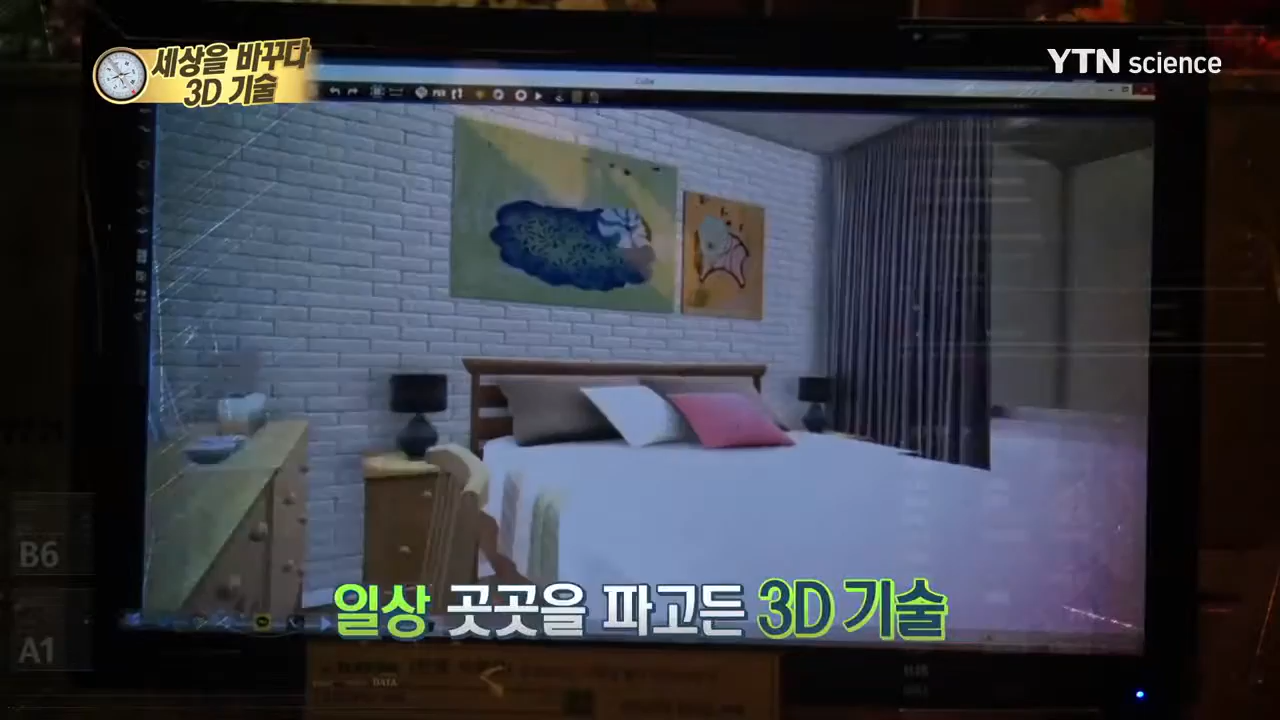 세상을 바꾸다
3D 기술
YTN science
B6
A1
일상 곳곳을 파고든 3D 기술
DATA